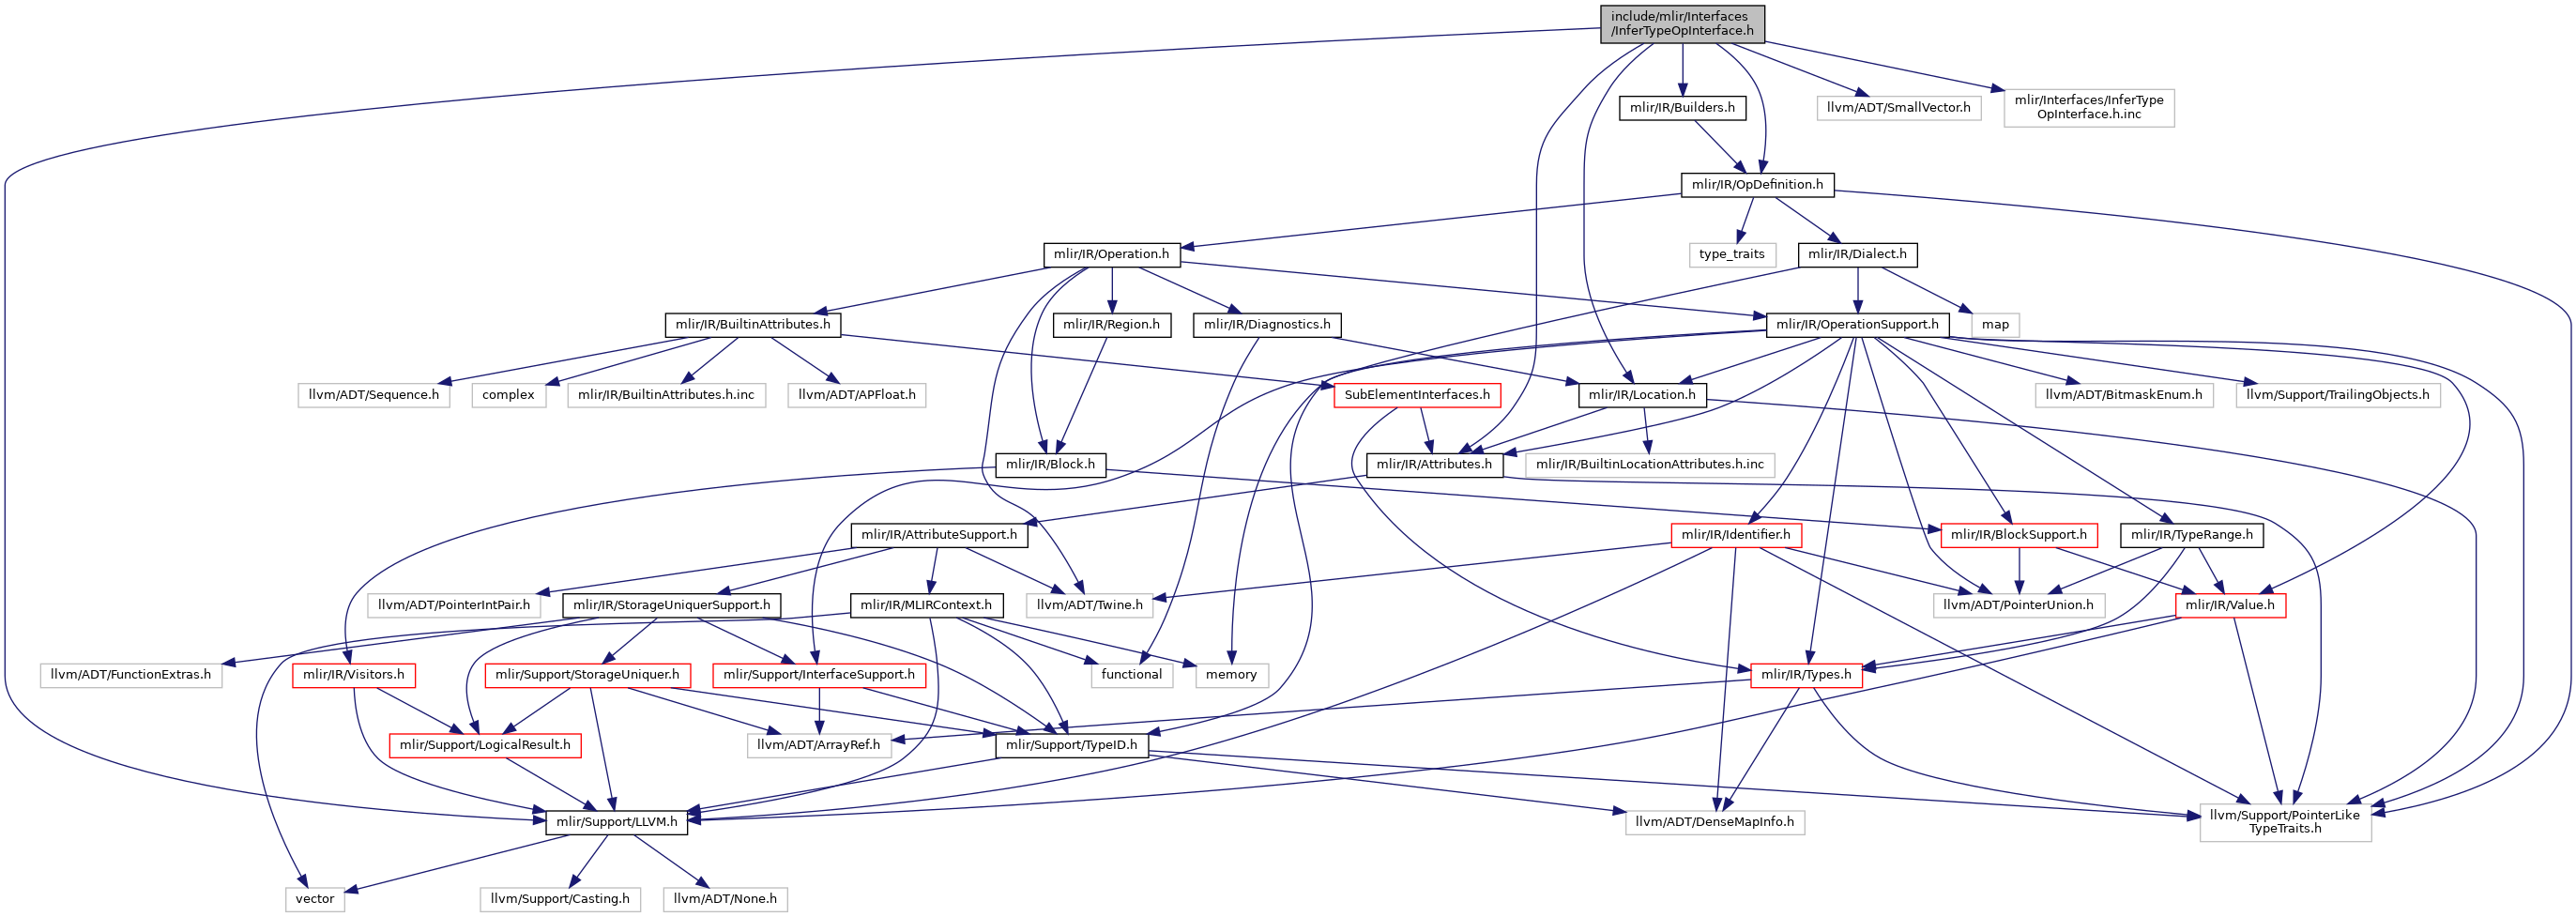 include/mlir/Interfaces
/InferTypeOpInterface.h
mlir/IR/Builders.h
llvm/ADT/SmallVector.h
mlir/Interfaces/InferType
OpInterface.h.inc
mlir/IR/OpDefinition.h
mlir/IR/Operation.h
type_traits
mlir/IR/Dialect.h
mlir/IR/BuiltinAttributes.h
mlir/IR/Region.h
mlir/IR/Diagnostics.h
mlir/IR/OperationSupport.h
map
llvm/ADT/Sequence.h
complex
mlir/IR/BuiltinAttributes.h.inc
llvm/ADT/APFloat.h
SubElementInterfaces.h
mlir/IR/Location.h
llvm/ADT/BitmaskEnum.h
llvm/Support/TrailingObjects.h
mlir/IR/Block.h
mlir/IR/Attributes.h
mlir/IR/BuiltinLocationAttributes.h.inc
mlir/IR/AttributeSupport.h
mlir/IR/Identifier.h
mlir/IR/BlockSupport.h
mlir/IR/TypeRange.h
llvm/ADT/PointerIntPair.h
mlir/IR/StorageUniquerSupport.h
mlir/IR/MLIRContext.h
llvm/ADT/Twine.h
llvm/ADT/PointerUnion.h
mlir/IR/Value.h
llvm/ADT/FunctionExtras.h
mlir/IR/Visitors.h
mlir/Support/StorageUniquer.h
mlir/Support/InterfaceSupport.h
functional
memory
mlir/IR/Types.h
mlir/Support/LogicalResult.h
llvm/ADT/ArrayRef.h
mlir/Support/TypeID.h
mlir/Support/LLVM.h
llvm/ADT/DenseMapInfo.h
llvm/Support/PointerLike
TypeTraits.h
vector
llvm/Support/Casting.h
llvm/ADT/None.h